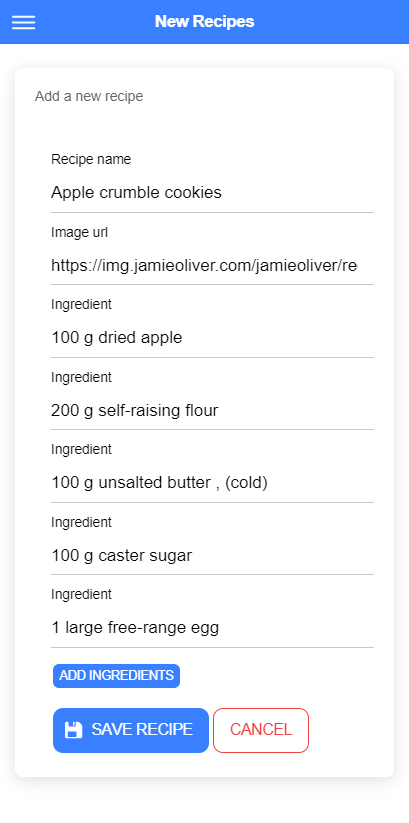 New Recipes
Add a new recipe
Recipe name
Apple crumble cookies
Image url
https://img.jamieoliver.com/jamieoliver/re
Ingredient
100 g dried apple
Ingredient
200 g self-raising flour
Ingredient
100 g unsalted butter , (cold)
Ingredient
100 g caster sugar
Ingredient
1 large free-range egg
ADD INGREDIENTS
SAVE RECIPE CANCEL